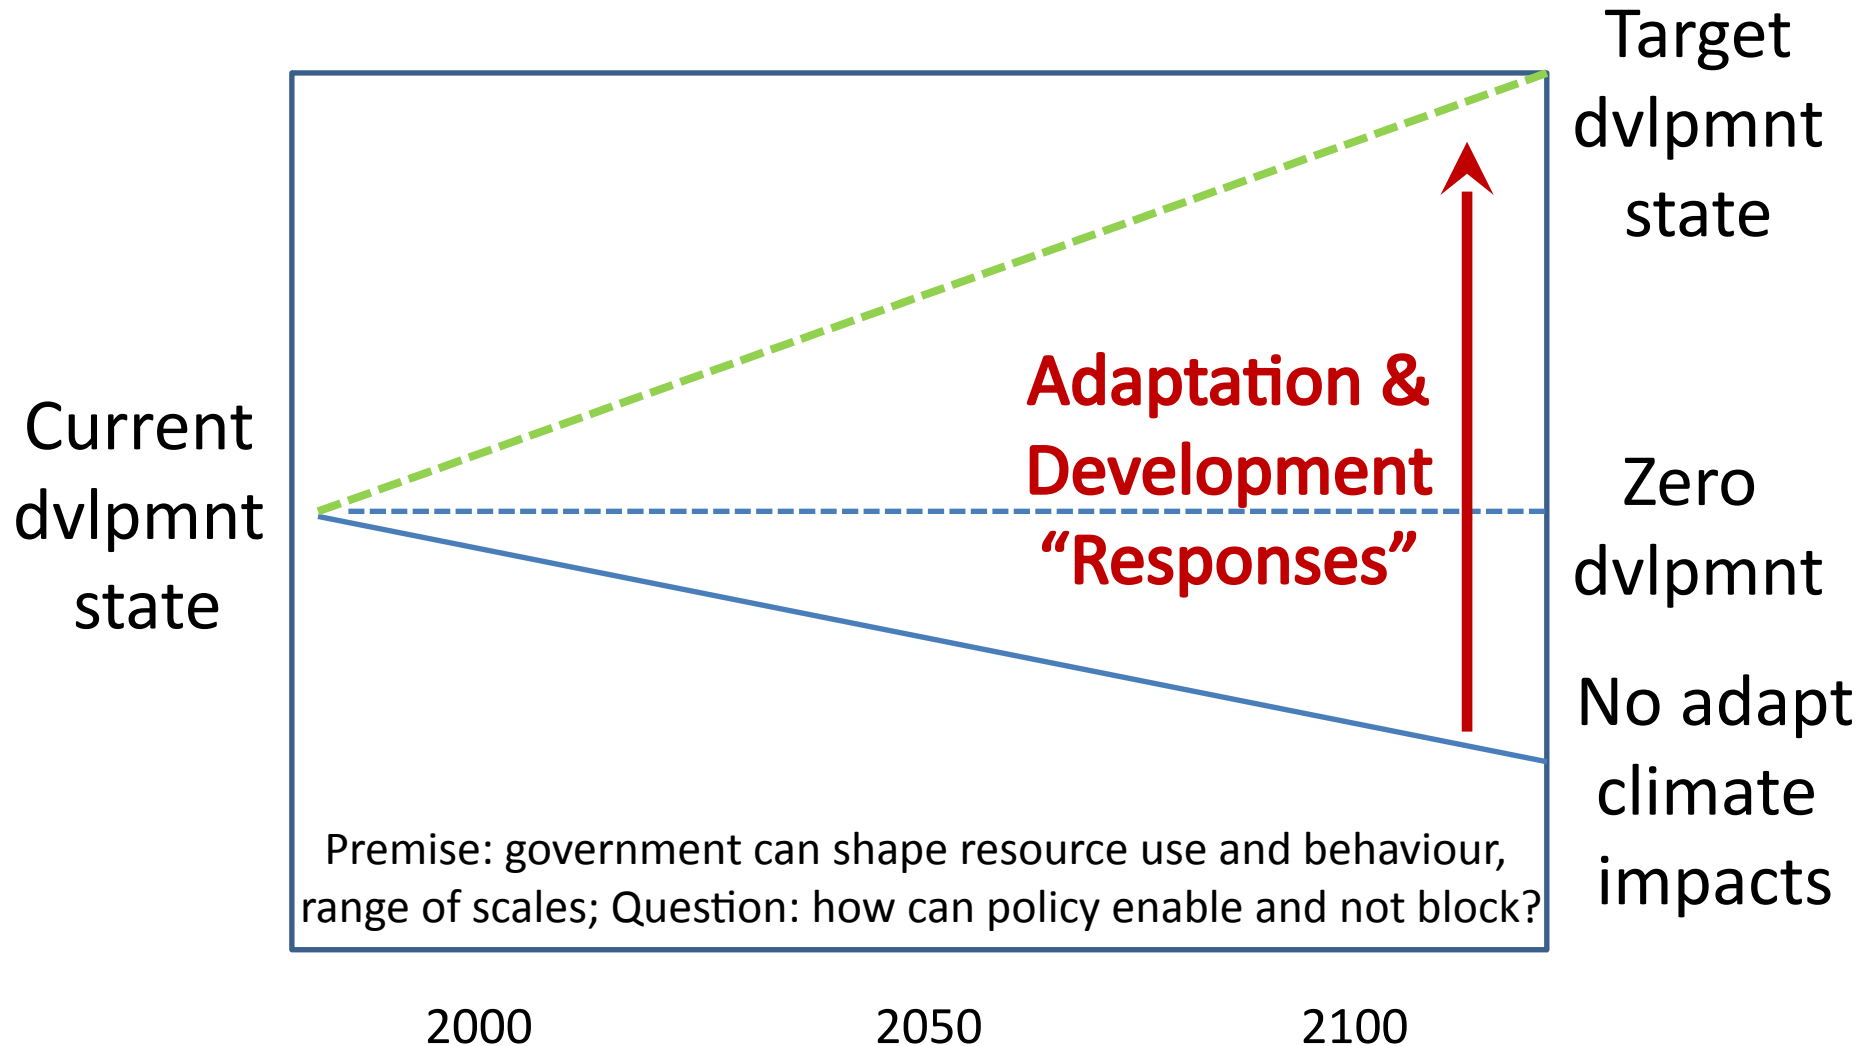 Target
dvlpmnt
state
Current
dvlpmnt
state
Adaptation &
Development
“Responses”
Zero
dvlpmnt
No adapt
climate
impacts
Premise: government can shape resource use and behaviour,
range of scales; Question: how can policy enable and not block?
2000
2050
2100